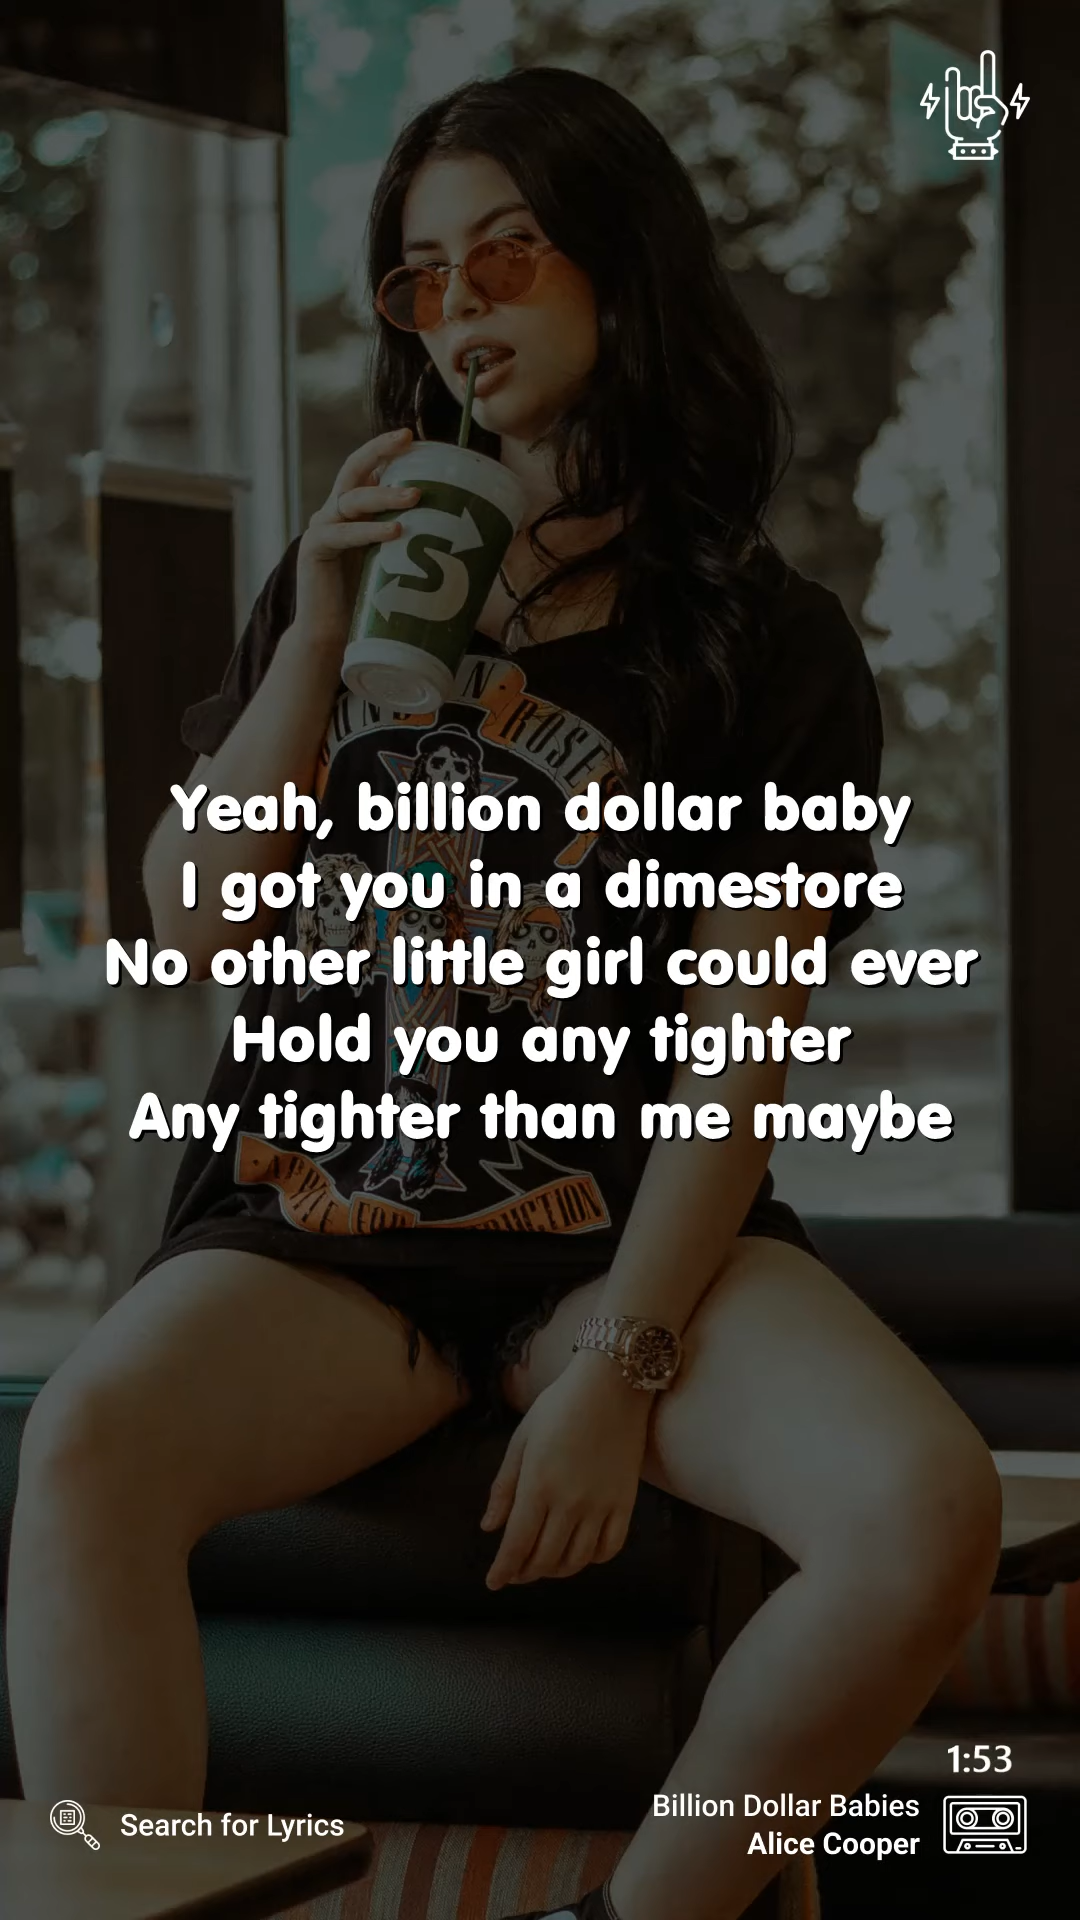 S
N' ROSES
Yeah, billion dollar baby
I got you in a dimestore
No other little girl could ever
Hold you any tighter
Any tighter than me maybe
1:53
Search for Lyrics
Billion Dollar Babies
Alice Cooper